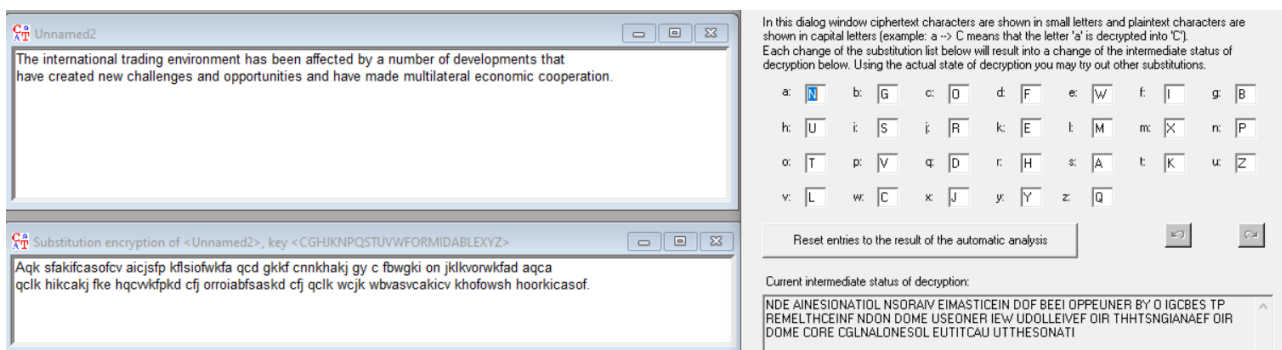 Unnamed2
The international trading environment has been affected by a number of developments that
have created new challenges and opportunities and have made multilateral economic cooperation.
Substitution encryption of <Unnamed2>, key <CGHJKNPQSTUVWFORMIDABLEXYZ>
Aqk sfakifcasofcv aicjsfp kflsiofwkfa qcd gkkf cnnkhakj gy c fbwgki on jklkvorwkfad aqca
qclk hikcakj fke hqcvvkfpkd cfj orroiabfsaskd cfj qclk wcjk wbvasvcakicv khofowsh hoorkicasof.
In this dialog window ciphertext characters are shown in small letters and plaintext characters are
shown in capital letters (example: a --> C means that the letter 'a' is decrypted into 'C').
Each change of the substitution list below will result into a change of the intermediate status of
decryption below. Using the actual state of decryption you may try out other substitutions.
a: N b: G c: O d: F e: W f: I g: B
h: U i: S j: R k: E l: M m: X n: P
o: T p: V q: D r: H s: A t: K u: Z
v: L w: C x: J y: Y z: Q
Reset entries to the result of the automatic analysis
Current intermediate status of decryption:
NDE AINESIONATIOL NSORAIV EIMASTICEIN DOF BEEI OPPEUNER BY O IGCBES TP
REMELTHCEINF NDON DOME USEONER IEW UDOLLEIVEF OIR THHTSNGIANAEF OIR
DOME CORE CGLNALONESOL EUTITCAU UTTHESONATI